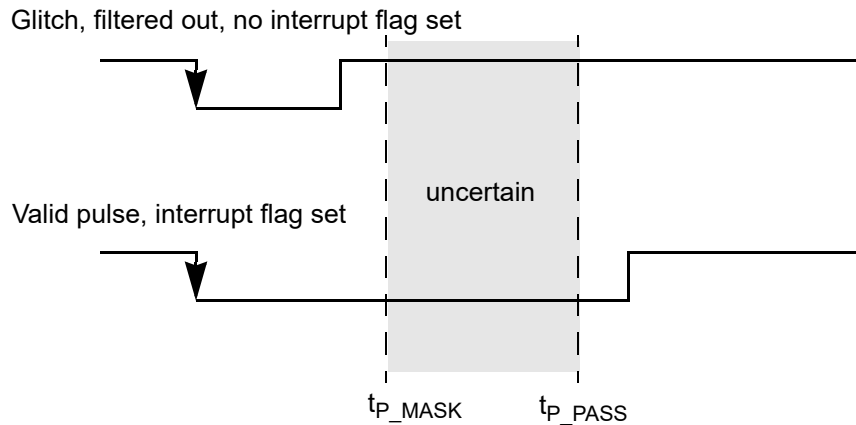 Glitch, filtered out, no interrupt flag set
uncertain
Valid pulse, interrupt flag set
tP_MASK
tP_PASS